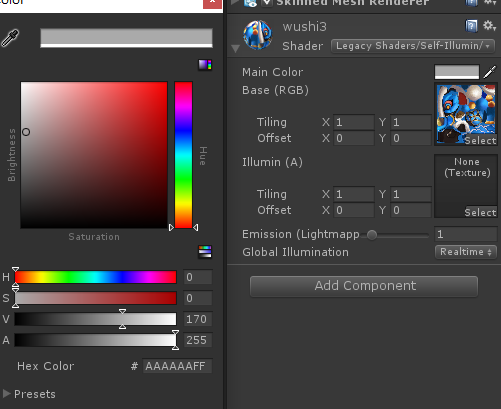 Color
Brightness
Hue
Saturation
H 0
S 0
V 170
A 255
Hex Color # AAAAAAFF
Presets
Skinned Mesh Renderer
wushi3
Shader Legacy Shaders/Self-Illumin/
Main Color
Base (RGB)
Tiling X 1 Y 1
Offset X 0 Y 0
Select
Illumin (A)
None
(Texture)
Tiling X 1 Y 1
Offset X 0 Y 0
Select
Emission (Lightmapp 1
Global Illumination Realtime
Add Component